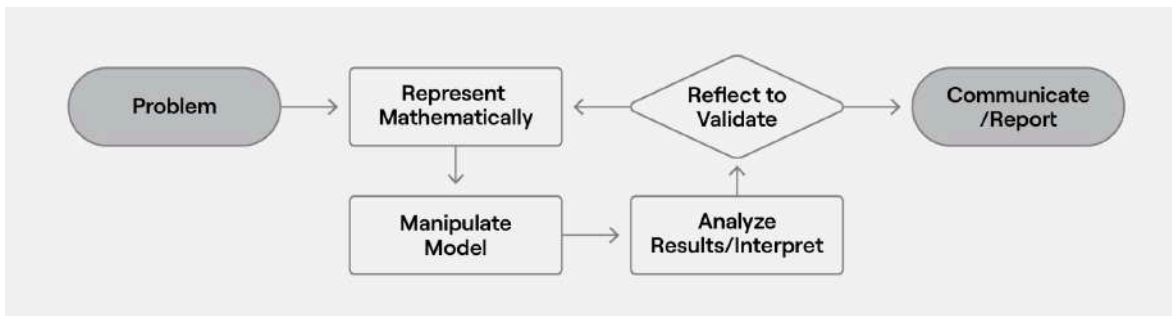 Problem
Represent
Mathematically
Manipulate
Model
Analyze
Results/Interpret
Reflect to
Validate
Communicate
/Report